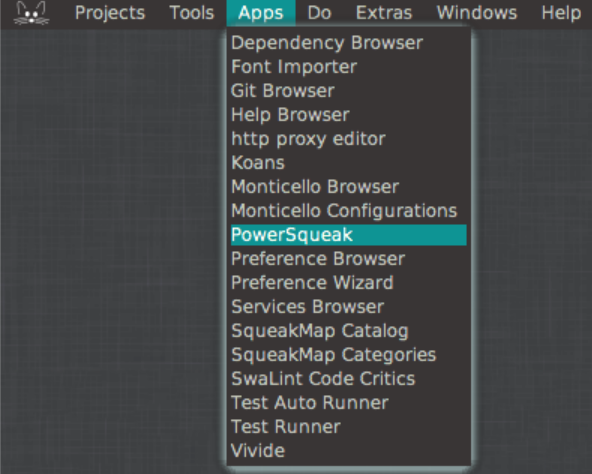 Projects Tools Apps Do Extras Windows Help
Dependency Browser
Font Importer
Git Browser
Help Browser
http proxy editor
Koans
Monticello Browser
Monticello Configurations
PowerSqueak
Preference Browser
Preference Wizard
Services Browser
SqueakMap Catalog
SqueakMap Categories
SwaLint Code Critics
Test Auto Runner
Test Runner
Vivide